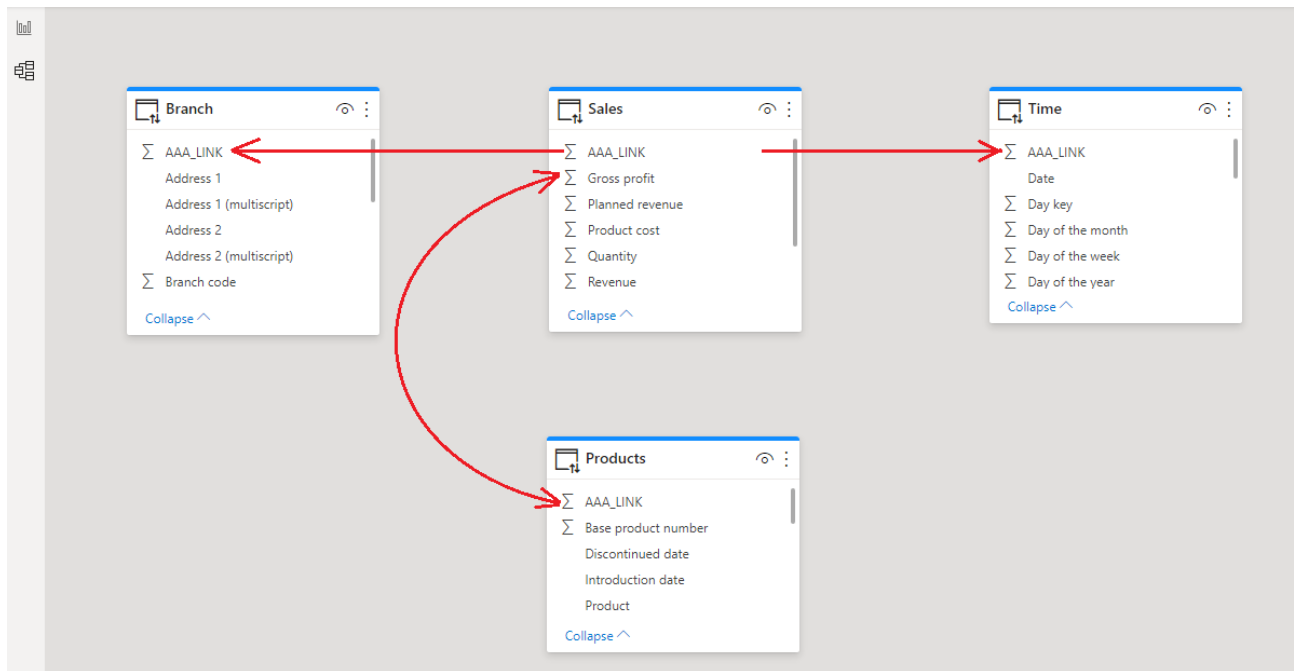 Branch
AAA_LINK
Address 1
Address 1 (multiscript)
Address 2
Address 2 (multiscript)
Branch code
Collapse
Sales
AAA_LINK
Gross profit
Planned revenue
Product cost
Quantity
Revenue
Collapse
Time
AAA_LINK
Date
Day key
Day of the month
Day of the week
Day of the year
Collapse
Products
AAA_LINK
Base product number
Discontinued date
Introduction date
Product
Collapse